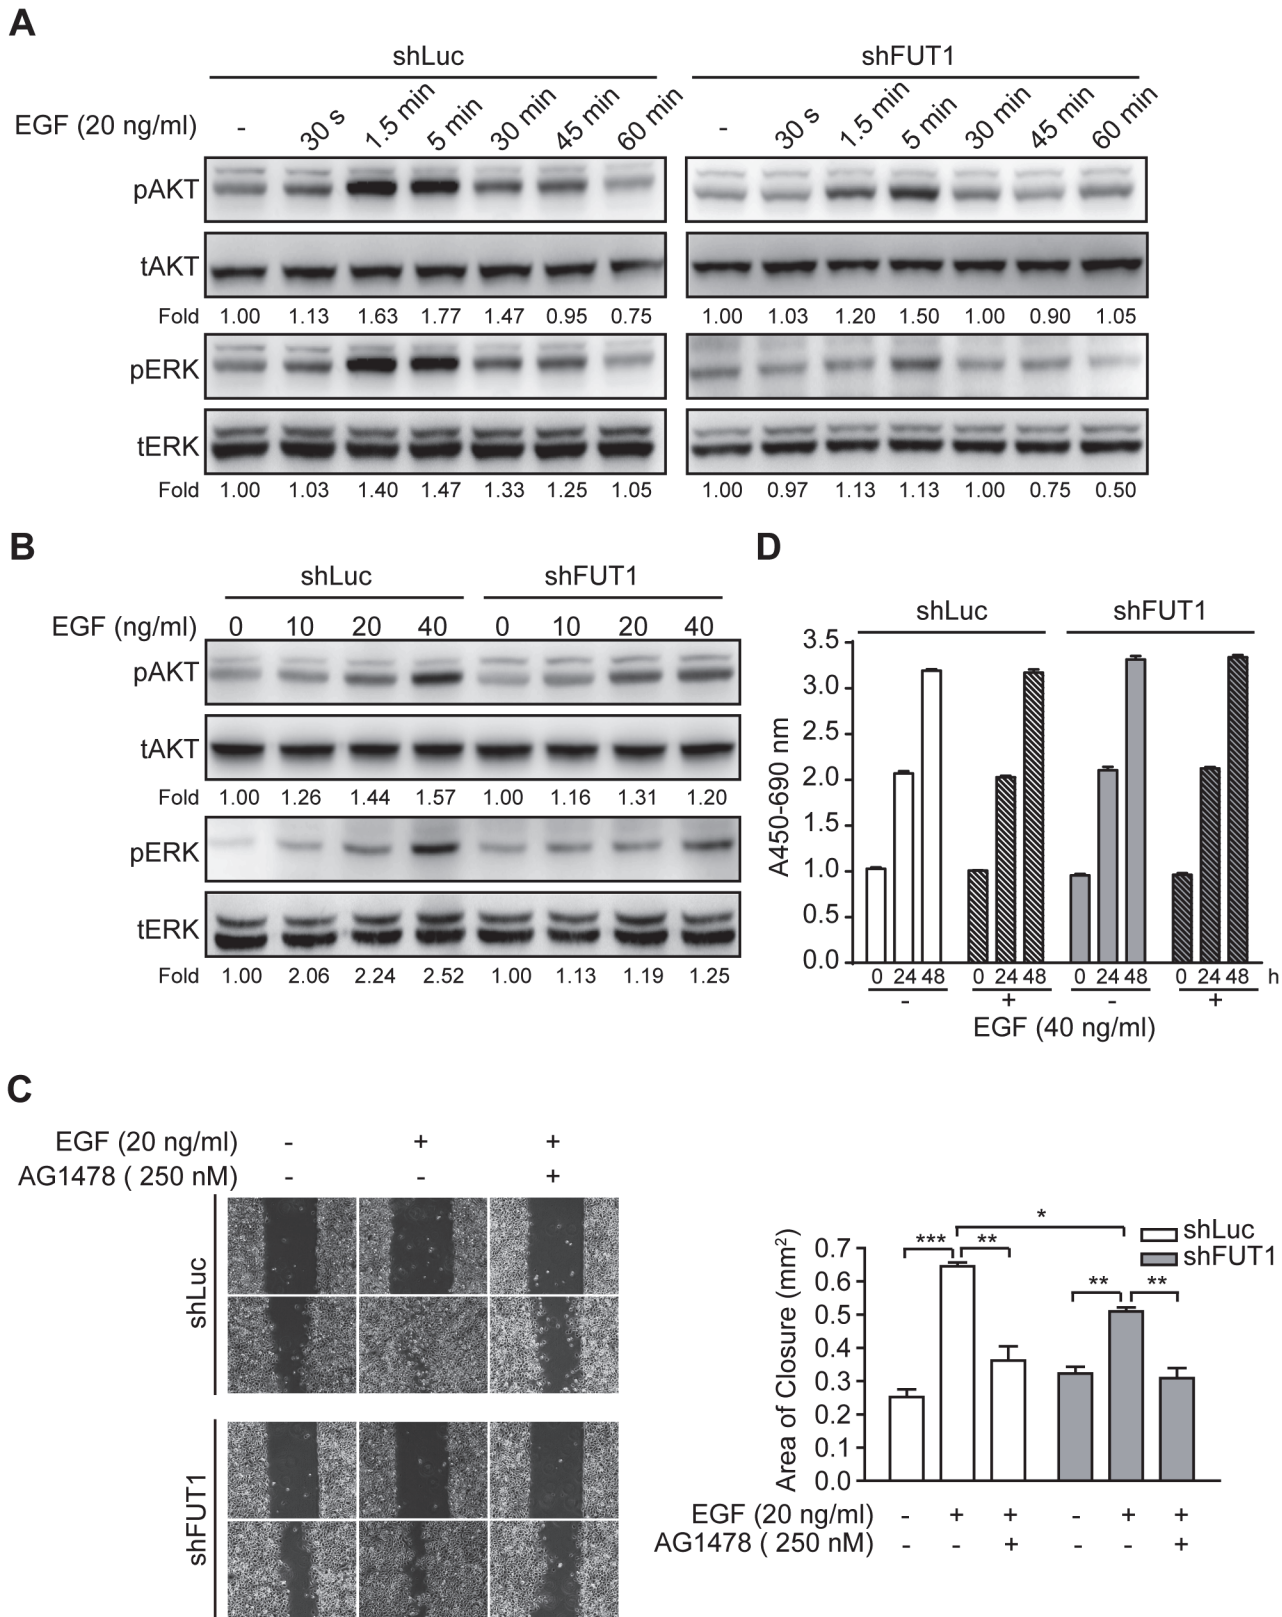 A
shLuc shFUT1
EGF (20 ng/ml) - 30 s 1.5 min 5 min 30 min 45 min 60 min - 30 s 1.5 min 5 min 30 min 45 min 60 min
pAKT
tAKT
Fold 1.00 1.13 1.63 1.77 1.47 0.95 0.75 1.00 1.03 1.20 1.50 1.00 0.90 1.05
pERK
tERK
Fold 1.00 1.03 1.40 1.47 1.33 1.25 1.05 1.00 0.97 1.13 1.13 1.00 0.75 0.50
B
shLuc shFUT1
EGF (ng/ml) 0 10 20 40 0 10 20 40
pAKT
tAKT
Fold 1.00 1.26 1.44 1.57 1.00 1.16 1.31 1.20
pERK
tERK
Fold 1.00 2.06 2.24 2.52 1.00 1.13 1.19 1.25
D
shLuc shFUT1
A450-690 nm
3.5
3.0
2.5
2.0
1.5
1.0
0.5
0.0
0 24 48 0 24 48 0 24 48 0 24 48 h
- + - +
EGF (40 ng/ml)
C
EGF (20 ng/ml) - + +
AG1478 ( 250 nM) - - +
shLuc
shFUT1
Area of Closure (mm²)
0.7
0.6
0.5
0.4
0.3
0.2
0.1
0.0
*
*** **
** **
shLuc
shFUT1
EGF (20 ng/ml) - + + - + +
AG1478 ( 250 nM) - - + - - +